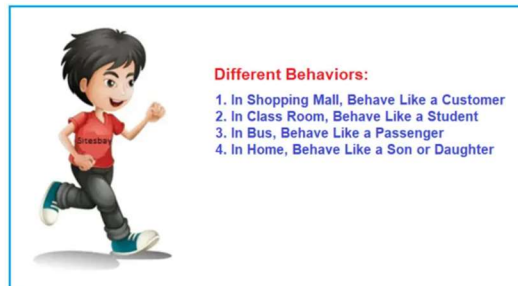 Different Behaviors:
1. In Shopping Mall, Behave Like a Customer
2. In Class Room, Behave Like a Student
3. In Bus, Behave Like a Passenger
4. In Home, Behave Like a Son or Daughter
Sitesbay